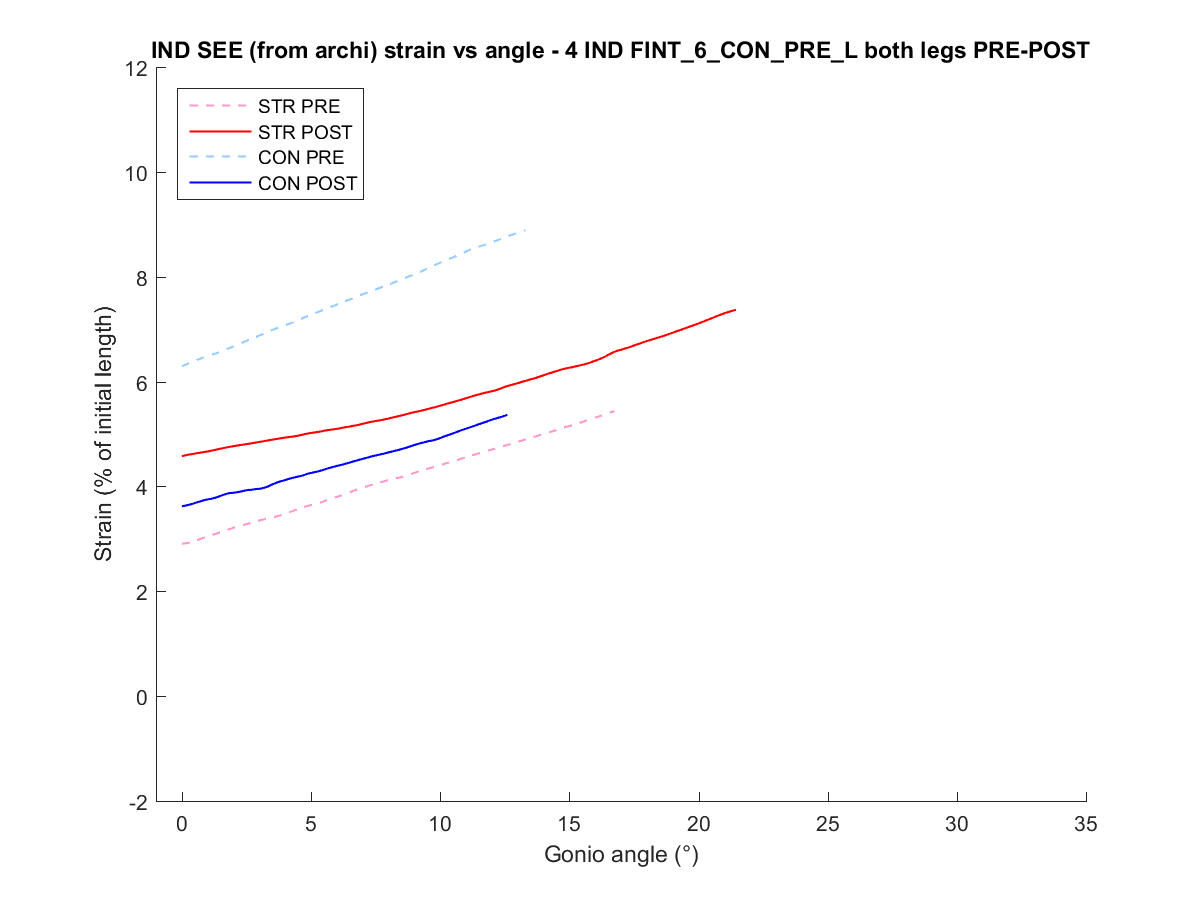 IND SEE (from archi) strain vs angle - 4 IND FINT_6_CON_PRE_L both legs PRE-POST
12
10
8
6
4
2
0
-2
STR PRE
STR POST
CON PRE
CON POST
Strain (% of initial length)
0 5 10 15 20 25 30 35
Gonio angle (°)